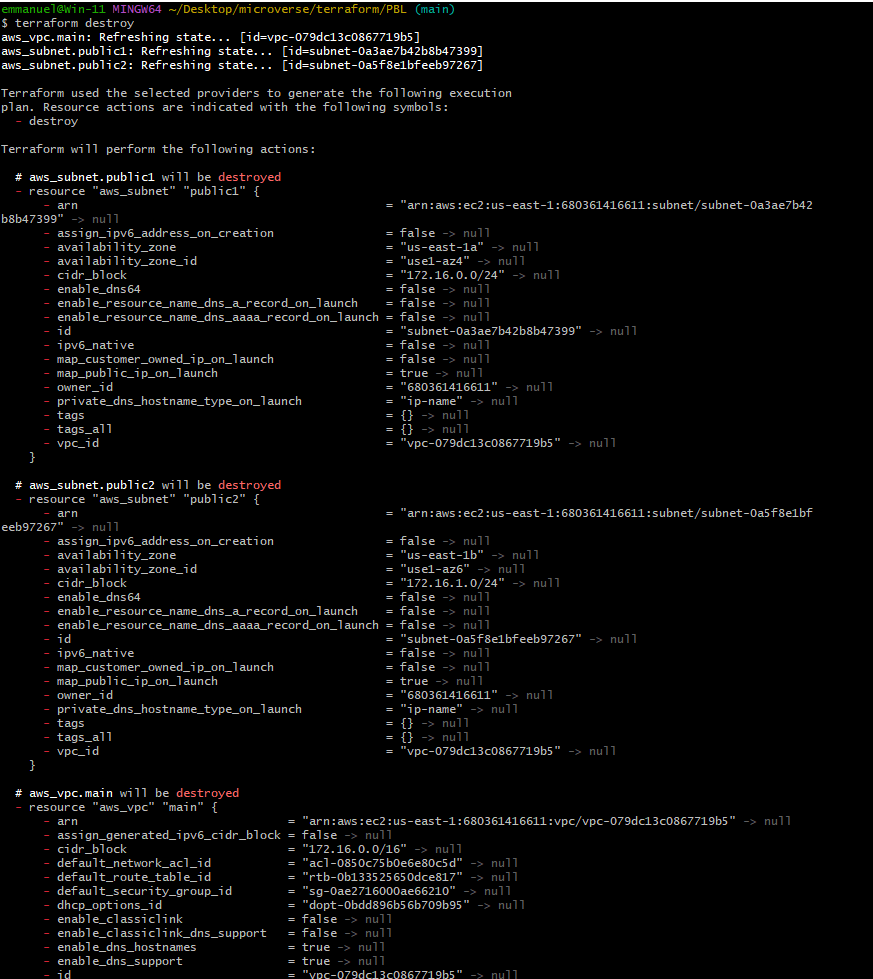 emmanuel@Win-11 MINGW64 ~/Desktop/microverse/terraform/PBL (main)
$ terraform destroy
aws_vpc.main: Refreshing state... [id=vpc-079dc13c0867719b5]
aws_subnet.public1: Refreshing state... [id=subnet-0a3ae7b42b8b47399]
aws_subnet.public2: Refreshing state... [id=subnet-0a5f8e1bfeeb97267]

Terraform used the selected providers to generate the following execution
plan. Resource actions are indicated with the following symbols:
  - destroy

Terraform will perform the following actions:

  # aws_subnet.public1 will be destroyed
  - resource "aws_subnet" "public1" {
      - arn                                            = "arn:aws:ec2:us-east-1:680361416611:subnet/subnet-0a3ae7b42
b8b47399" -> null
      - assign_ipv6_address_on_creation                = false -> null
      - availability_zone                              = "us-east-1a" -> null
      - availability_zone_id                           = "use1-az4" -> null
      - cidr_block                                     = "172.16.0.0/24" -> null
      - enable_dns64                                   = false -> null
      - enable_resource_name_dns_a_record_on_launch    = false -> null
      - enable_resource_name_dns_aaaa_record_on_launch = false -> null
      - id                                             = "subnet-0a3ae7b42b8b47399" -> null
      - ipv6_native                                    = false -> null
      - map_customer_owned_ip_on_launch                = false -> null
      - map_public_ip_on_launch                        = true -> null
      - owner_id                                       = "680361416611" -> null
      - private_dns_hostname_type_on_launch            = "ip-name" -> null
      - tags                                           = {} -> null
      - tags_all                                       = {} -> null
      - vpc_id                                         = "vpc-079dc13c0867719b5" -> null
    }

  # aws_subnet.public2 will be destroyed
  - resource "aws_subnet" "public2" {
      - arn                                            = "arn:aws:ec2:us-east-1:680361416611:subnet/subnet-0a5f8e1bf
eeb97267" -> null
      - assign_ipv6_address_on_creation                = false -> null
      - availability_zone                              = "us-east-1b" -> null
      - availability_zone_id                           = "use1-az6" -> null
      - cidr_block                                     = "172.16.1.0/24" -> null
      - enable_dns64                                   = false -> null
      - enable_resource_name_dns_a_record_on_launch    = false -> null
      - enable_resource_name_dns_aaaa_record_on_launch = false -> null
      - id                                             = "subnet-0a5f8e1bfeeb97267" -> null
      - ipv6_native                                    = false -> null
      - map_customer_owned_ip_on_launch                = false -> null
      - map_public_ip_on_launch                        = true -> null
      - owner_id                                       = "680361416611" -> null
      - private_dns_hostname_type_on_launch            = "ip-name" -> null
      - tags                                           = {} -> null
      - tags_all                                       = {} -> null
      - vpc_id                                         = "vpc-079dc13c0867719b5" -> null
    }

  # aws_vpc.main will be destroyed
  - resource "aws_vpc" "main" {
      - arn                              = "arn:aws:ec2:us-east-1:680361416611:vpc/vpc-079dc13c0867719b5" -> null
      - assign_generated_ipv6_cidr_block = false -> null
      - cidr_block                       = "172.16.0.0/16" -> null
      - default_network_acl_id           = "acl-0850c75b0e6e80c5d" -> null
      - default_route_table_id           = "rtb-0b133525650dce817" -> null
      - default_security_group_id        = "sg-0ae2716000ae66210" -> null
      - dhcp_options_id                  = "dopt-0bdd896b56b709b95" -> null
      - enable_classiclink               = false -> null
      - enable_classiclink_dns_support   = false -> null
      - enable_dns_hostnames             = true -> null
      - enable_dns_support               = true -> null
      - id                               = "vpc-079dc13c0867719b5" -> null